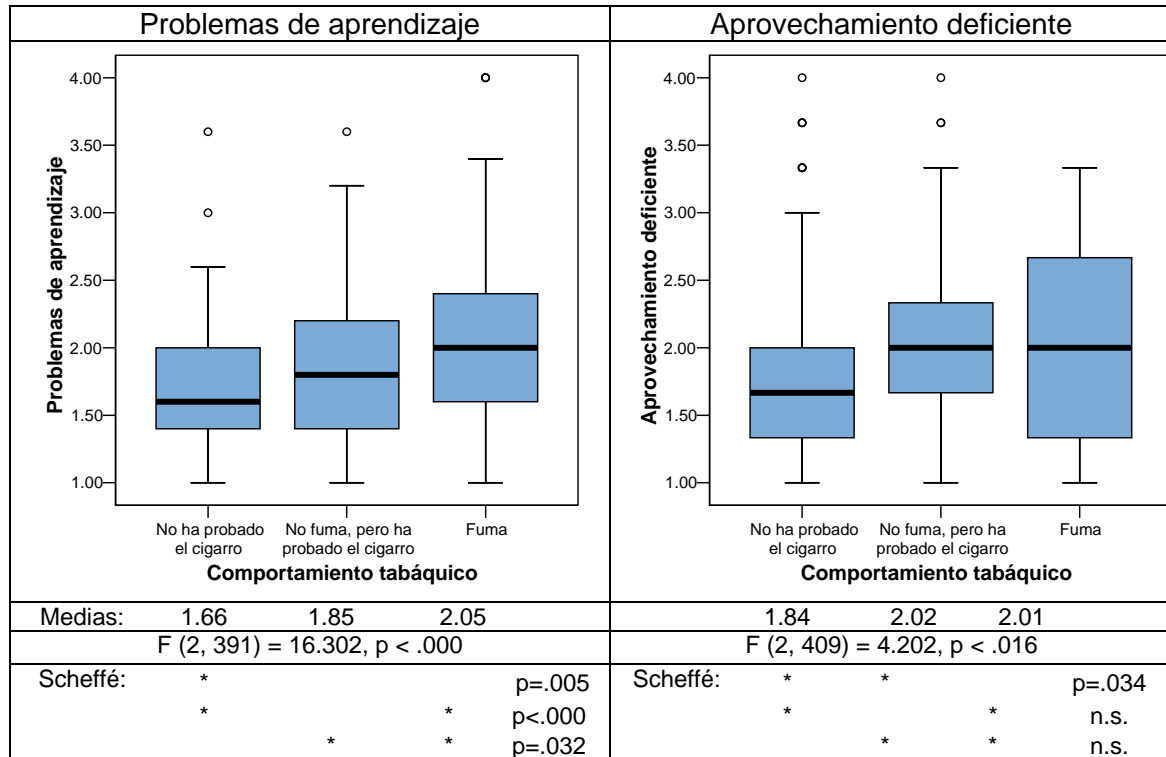 Problemas de aprendizaje
Aprovechamiento deficiente
Problemas de aprendizaje
4.00
3.50
3.00
2.50
2.00
1.50
1.00
No ha probado
el cigarro
No fuma, pero ha
probado el cigarro
Fuma
Comportamiento tabáquico
Aprovechamiento deficiente
4.00
3.50
3.00
2.50
2.00
1.50
1.00
No ha probado
el cigarro
No fuma, pero ha
probado el cigarro
Fuma
Comportamiento tabáquico
Medias: 1.66 1.85 2.05
1.84 2.02 2.01
F (2, 391) = 16.302, p < .000
F (2, 409) = 4.202, p < .016
Scheffé: * p=.005
* * p<.000
* * p=.032
Scheffé: * * p=.034
* * n.s.
* * n.s.